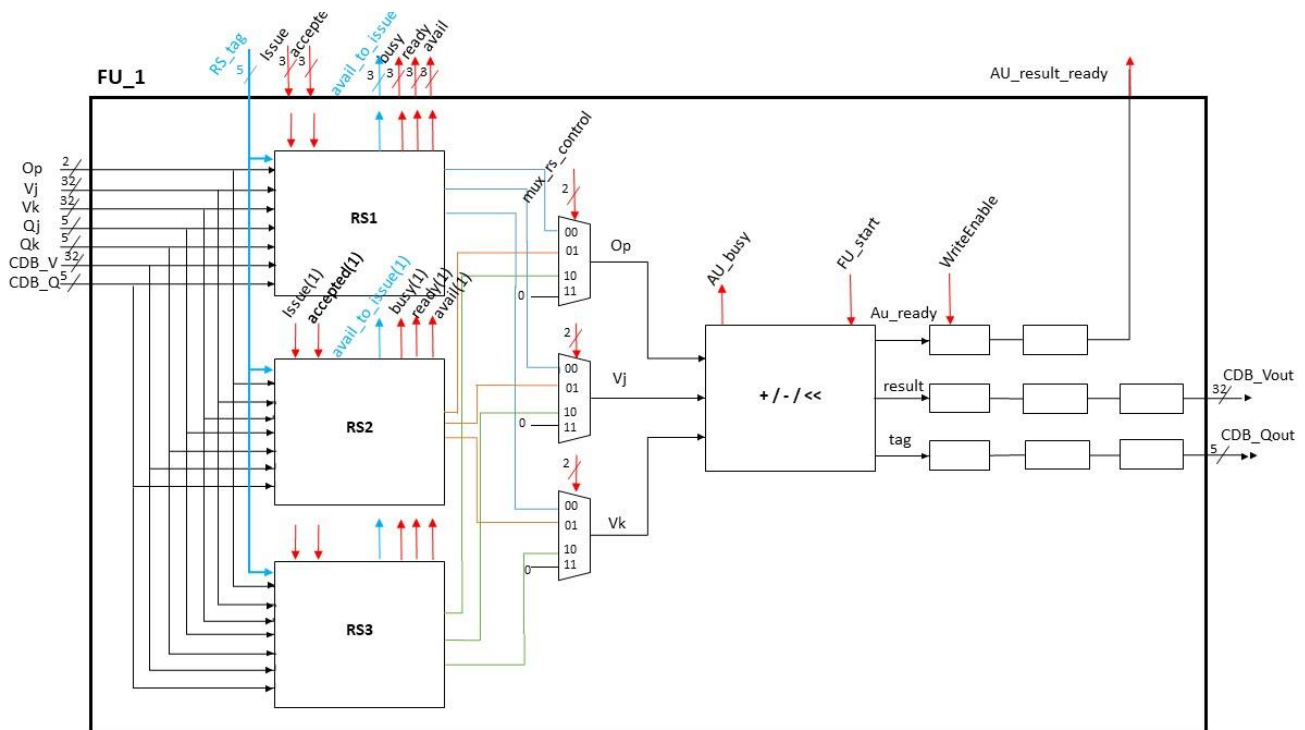 FU_1
RS_tag
5
Issue
3
accepte
3
avail_to_issue
3
busy
3
ready
3
avail
AU_result_ready
Op
2
Vj
32
Vk
32
Qj
5
Qk
5
CDB_V
32
CDB_Q
5
RS1
mux_rs_control
2
00
01
10
11
0
Op
Issue(1)
accepted(1)
avail_to_issue(1)
busy(1)
ready(1)
avail(1)
RS2
2
00
01
10
11
0
Vj
AU_busy
FU_start
WriteEnable
Au_ready
+ / - / <<
result
tag
32
CDB_Vout
5
CDB_Qout
2
00
01
10
11
0
Vk
RS3